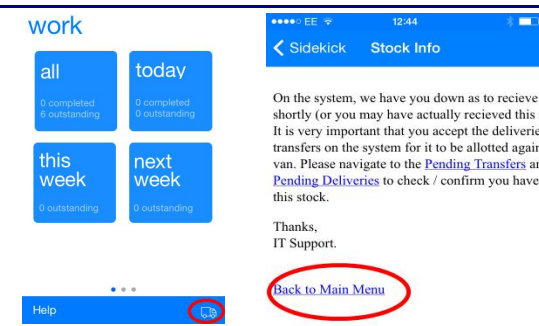 work
all
0 completed
6 outstanding
today
0 completed
0 outstanding
this
week
0 outstanding
next
week
0 outstanding
Help
EE 12:44
Sidekick Stock Info
On the system, we have you down as to recieve
shortly (or you may have actually recieved this
It is very important that you accept the deliverie
transfers on the system for it to be allotted again
van. Please navigate to the Pending Transfers an
Pending Deliveries to check / confirm you have
this stock.
Thanks,
IT Support.
Back to Main Menu